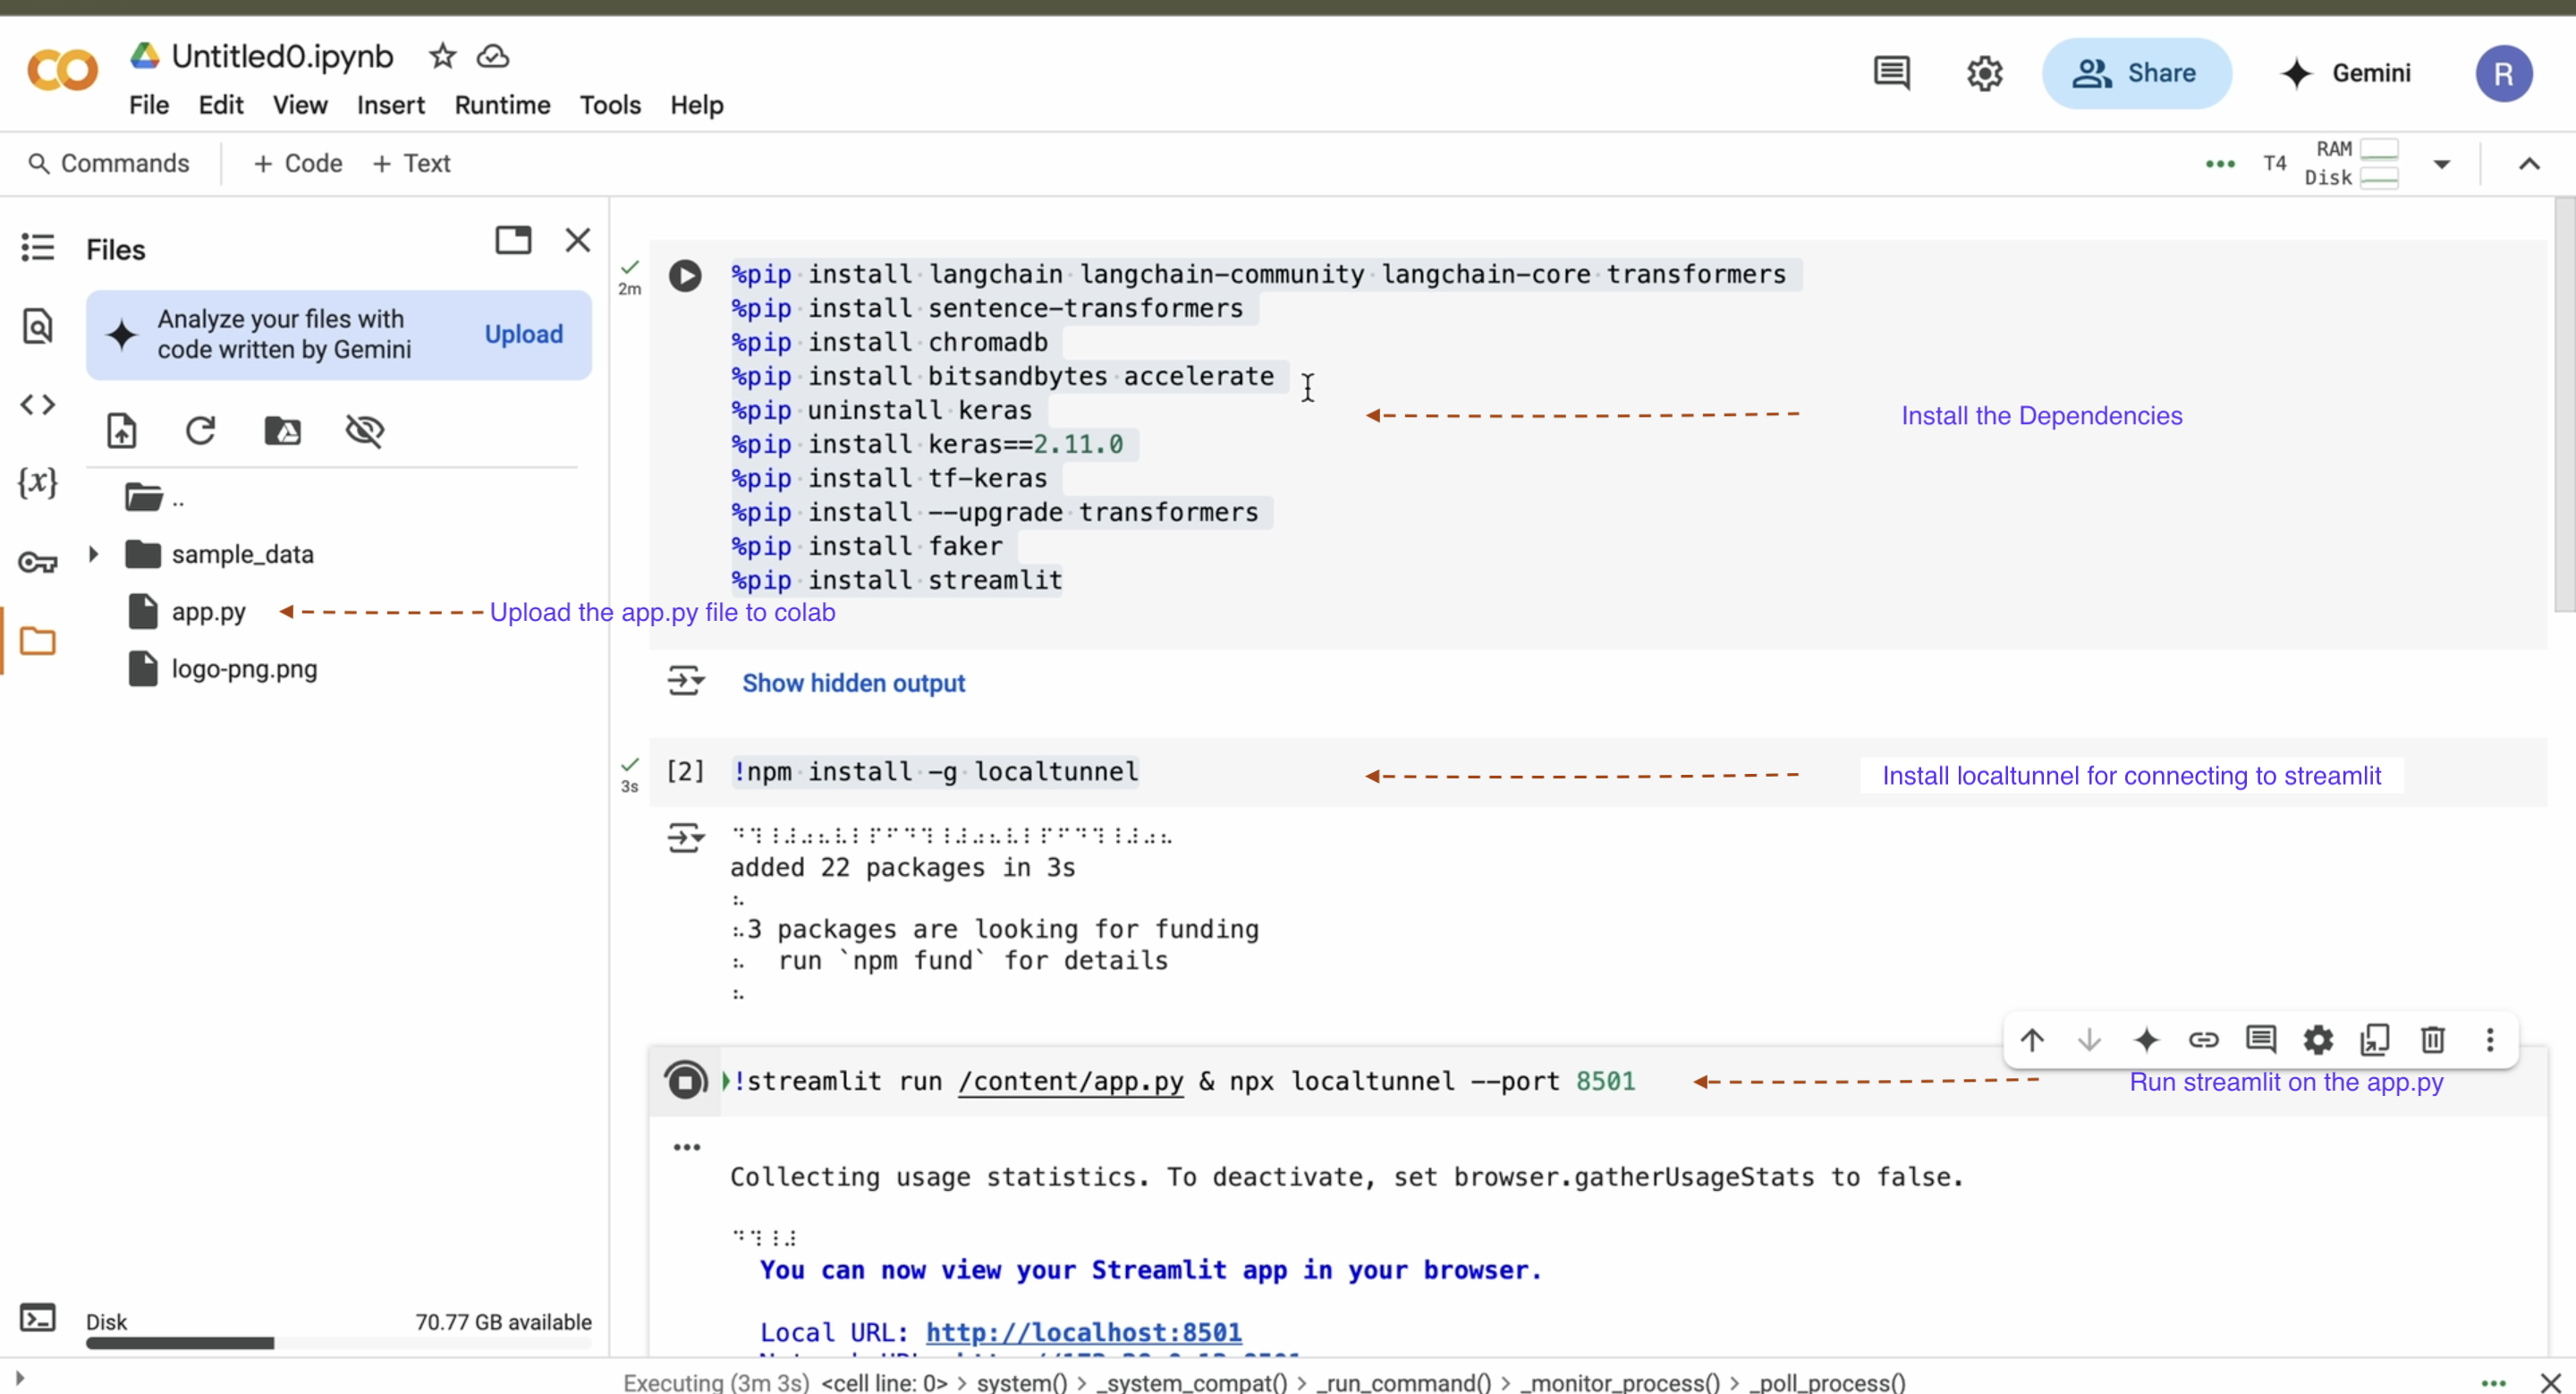 Untitled0.ipynb
File Edit View Insert Runtime Tools Help
Share
Gemini
R
Commands + Code + Text
T4
RAM
Disk
Files
Analyze your files with
code written by Gemini
Upload
..
sample_data
app.py
Upload the app.py file to colab
logo-png.png
Disk 70.77 GB available
2m
%pip install langchain langchain-community langchain-core transformers
%pip install sentence-transformers
%pip install chromadb
%pip install bitsandbytes accelerate
%pip uninstall keras
%pip install keras==2.11.0
%pip install tf-keras
%pip install --upgrade transformers
%pip install faker
%pip install streamlit
Install the Dependencies
Show hidden output
3s
[2] !npm install -g localtunnel
Install localtunnel for connecting to streamlit
added 22 packages in 3s
3 packages are looking for funding
run `npm fund` for details
!streamlit run /content/app.py & npx localtunnel --port 8501
Run streamlit on the app.py
Collecting usage statistics. To deactivate, set browser.gatherUsageStats to false.
You can now view your Streamlit app in your browser.
Local URL: http://localhost:8501
Executing (3m 3s) <cell line: 0> > system() > _system_compat() > _run_command() > _monitor_process() > _poll_process()